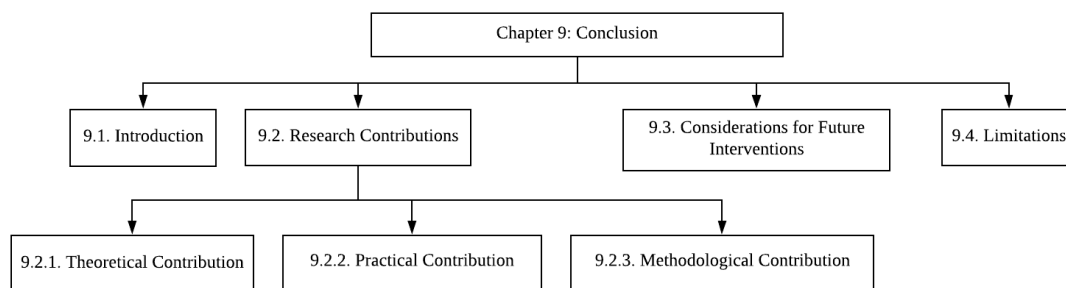 Chapter 9: Conclusion
9.1. Introduction
9.2. Research Contributions
9.3. Considerations for Future
Interventions
9.4. Limitations
9.2.1. Theoretical Contribution
9.2.2. Practical Contribution
9.2.3. Methodological Contribution